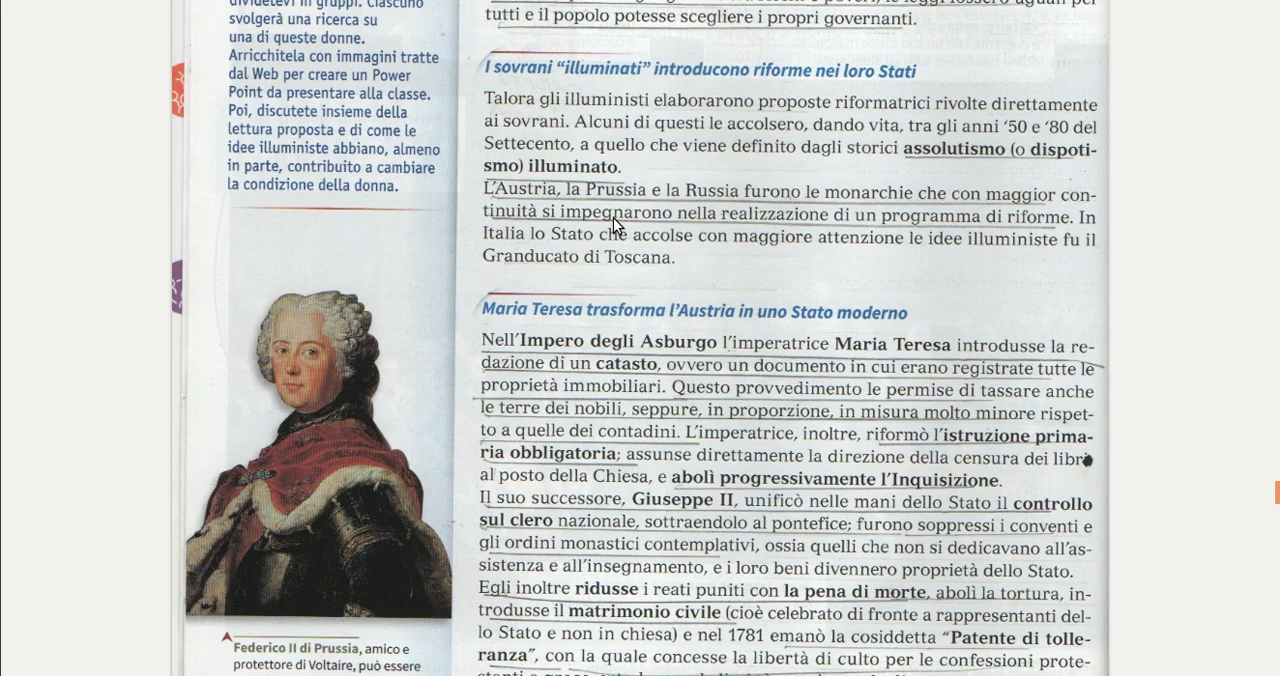 dividetevi in gruppi. Ciascuno
svolgerà una ricerca su
una di queste donne.
Arricchitela con immagini tratte
dal Web per creare un Power
Point da presentare alla classe.
Poi, discutete insieme della
lettura proposta e di come le
idee illuministe abbiano, almeno
in parte, contribuito a cambiare
la condizione della donna.
Federico II di Prussia, amico e
protettore di Voltaire, può essere
e poveri, le leggi fossero uguali per
tutti e il popolo potesse scegliere i propri governanti.
I sovrani “illuminati” introducono riforme nei loro Stati
Talora gli illuministi elaborarono proposte riformatrici rivolte direttamente
ai sovrani. Alcuni di questi le accolsero, dando vita, tra gli anni ‘50 e ‘80 del
Settecento, a quello che viene definito dagli storici assolutismo (o dispoti-
smo) illuminato.
L’Austria, la Prussia e la Russia furono le monarchie che con maggior con-
tinuità si impegnarono nella realizzazione di un programma di riforme. In
Italia lo Stato che accolse con maggiore attenzione le idee illuministe fu il
Granducato di Toscana.
Maria Teresa trasforma l’Austria in uno Stato moderno
Nell’Impero degli Asburgo l’imperatrice Maria Teresa introdusse la re-
dazione di un catasto, ovvero un documento in cui erano registrate tutte le
proprietà immobiliari. Questo provvedimento le permise di tassare anche
le terre dei nobili, seppure, in proporzione, in misura molto minore rispet-
to a quelle dei contadini. L’imperatrice, inoltre, riformò l’istruzione prima-
ria obbligatoria; assunse direttamente la direzione della censura dei libri
al posto della Chiesa, e abolì progressivamente l’Inquisizione.
Il suo successore, Giuseppe II, unificò nelle mani dello Stato il controllo
sul clero nazionale, sottraendolo al pontefice; furono soppressi i conventi e
gli ordini monastici contemplativi, ossia quelli che non si dedicavano all’as-
sistenza e all’insegnamento, e i loro beni divennero proprietà dello Stato.
Egli inoltre ridusse i reati puniti con la pena di morte, abolì la tortura, in-
trodusse il matrimonio civile (cioè celebrato di fronte a rappresentanti del-
lo Stato e non in chiesa) e nel 1781 emanò la cosiddetta “Patente di tolle-
ranza”, con la quale concesse la libertà di culto per le confessioni prote-